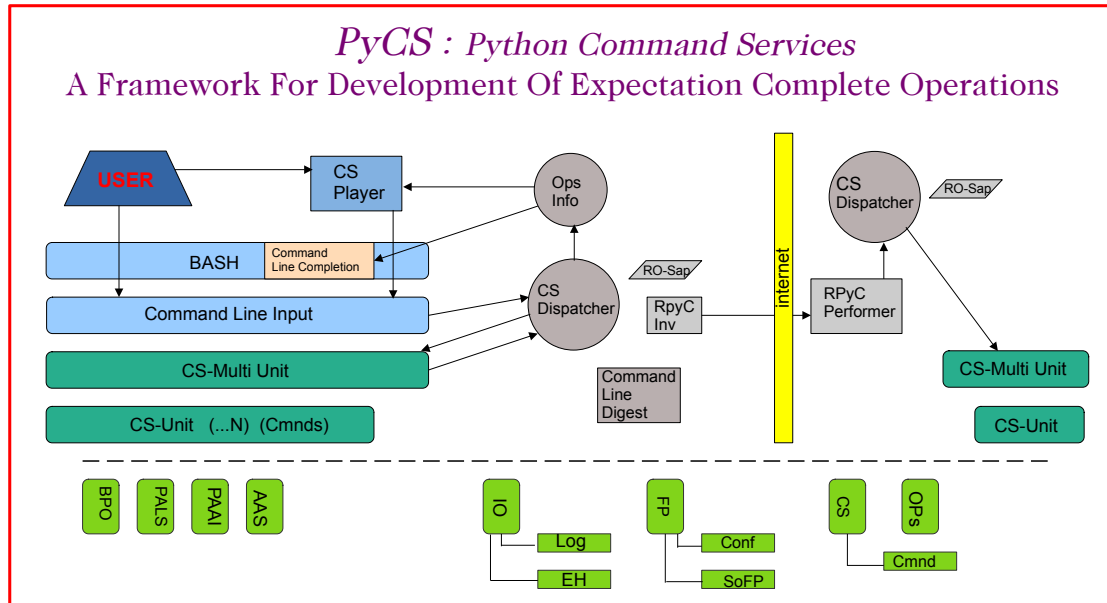 PyCS : Python Command Services
A Framework For Development Of Expectation Complete Operations
USER
CS
Player
Ops
Info
CS
Dispatcher
RO-Sap
BASH
Command
Line Completion
Command Line Input
CS
Dispatcher
RO-Sap
RpyC
Inv
internet
RPyC
Performer
CS-Multi Unit
CS-Multi Unit
Command
Line
Digest
CS-Unit (...N) (Cmnds)
CS-Unit
BPO
PALS
PAAI
AAS
IO
Log
EH
FP
Conf
SoFP
CS
OPs
Cmnd